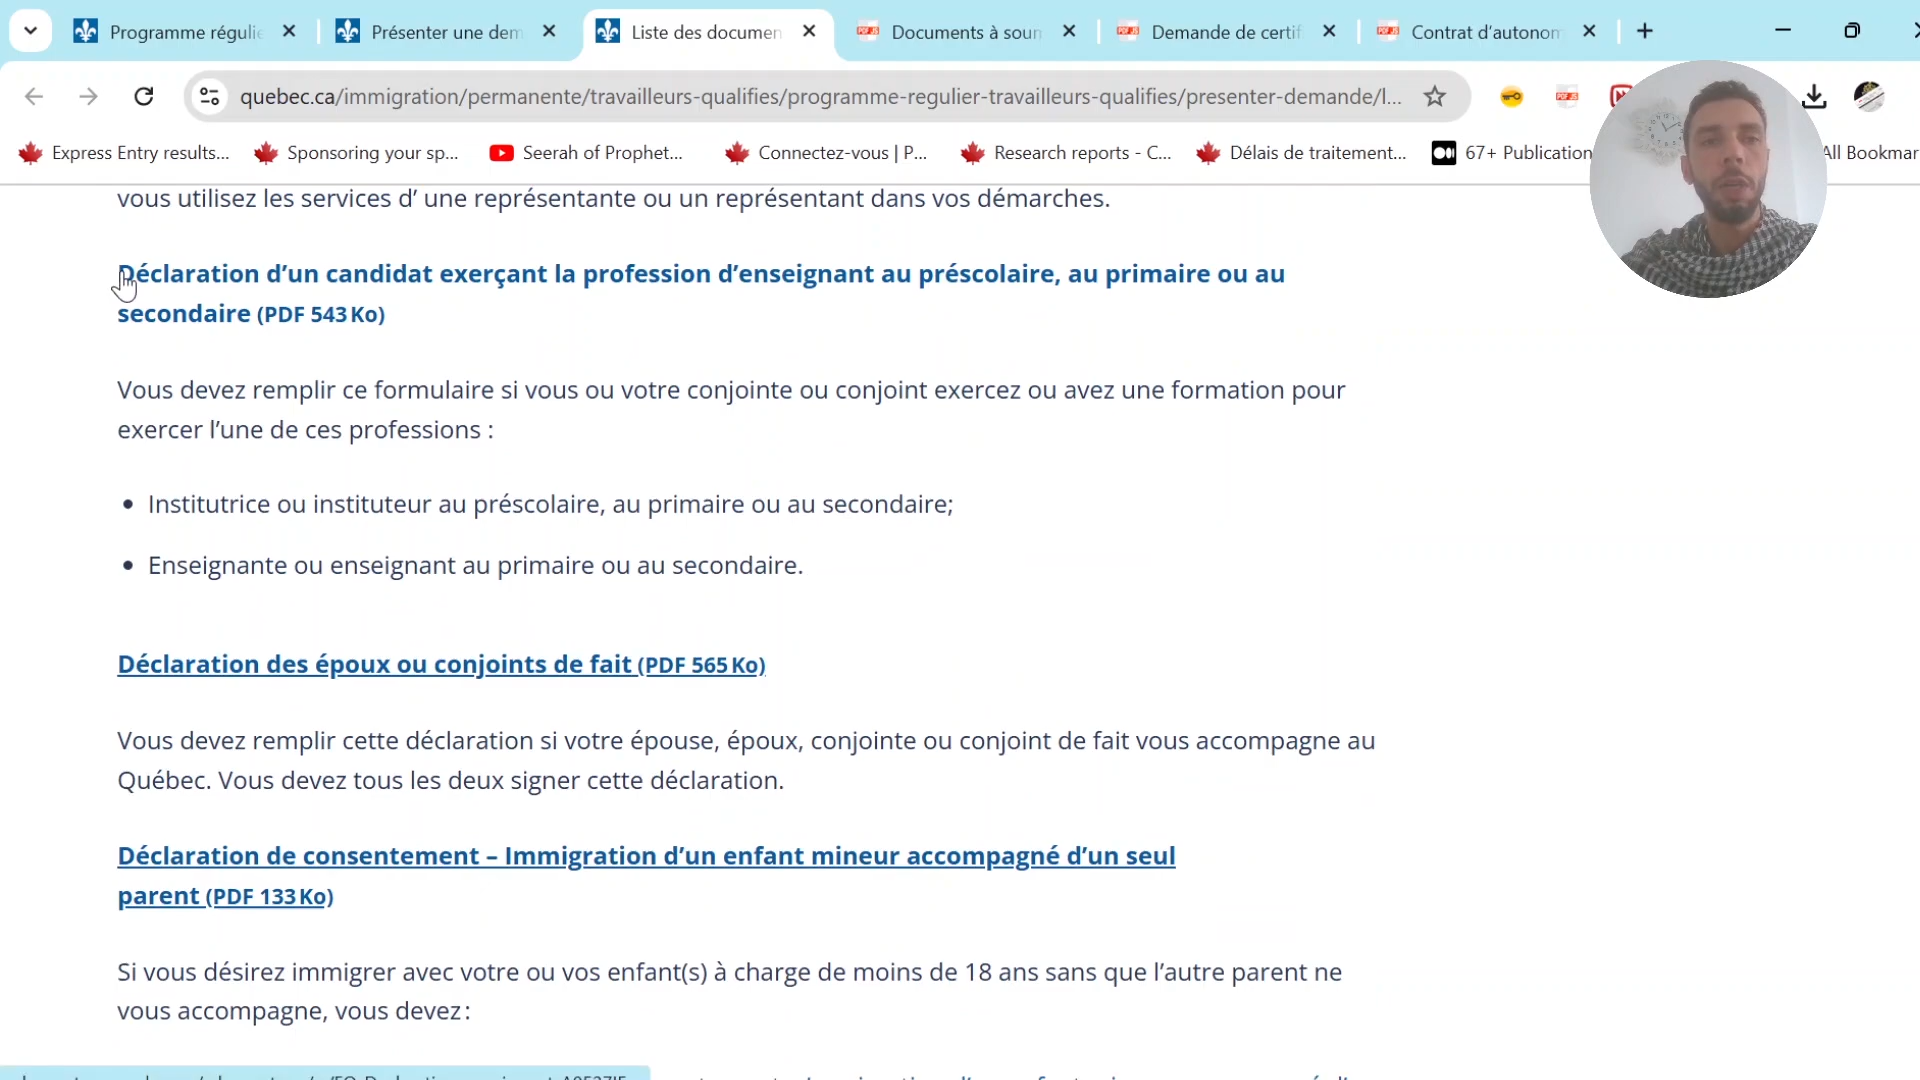 Programme régulie
Présenter une dem
Liste des documen
Documents à soum
Demande de certif
Contrat d'autonom
quebec.ca/immigration/permanente/travailleurs-qualifies/programme-regulier-travailleurs-qualifies/presenter-demande/l...
Express Entry results...
Sponsoring your sp...
Seerah of Prophet...
Connectez-vous | P...
Research reports - C...
Délais de traitement...
67+ Publication
All Bookmar
vous utilisez les services d' une représentante ou un représentant dans vos démarches.
Déclaration d'un candidat exerçant la profession d'enseignant au préscolaire, au primaire ou au
secondaire (PDF 543 Ko)
Vous devez remplir ce formulaire si vous ou votre conjointe ou conjoint exercez ou avez une formation pour
exercer l'une de ces professions :
• Institutrice ou instituteur au préscolaire, au primaire ou au secondaire;
• Enseignante ou enseignant au primaire ou au secondaire.
Déclaration des époux ou conjoints de fait (PDF 565 Ko)
Vous devez remplir cette déclaration si votre épouse, époux, conjointe ou conjoint de fait vous accompagne au
Québec. Vous devez tous les deux signer cette déclaration.
Déclaration de consentement – Immigration d'un enfant mineur accompagné d'un seul
parent (PDF 133 Ko)
Si vous désirez immigrer avec votre ou vos enfant(s) à charge de moins de 18 ans sans que l'autre parent ne
vous accompagne, vous devez :